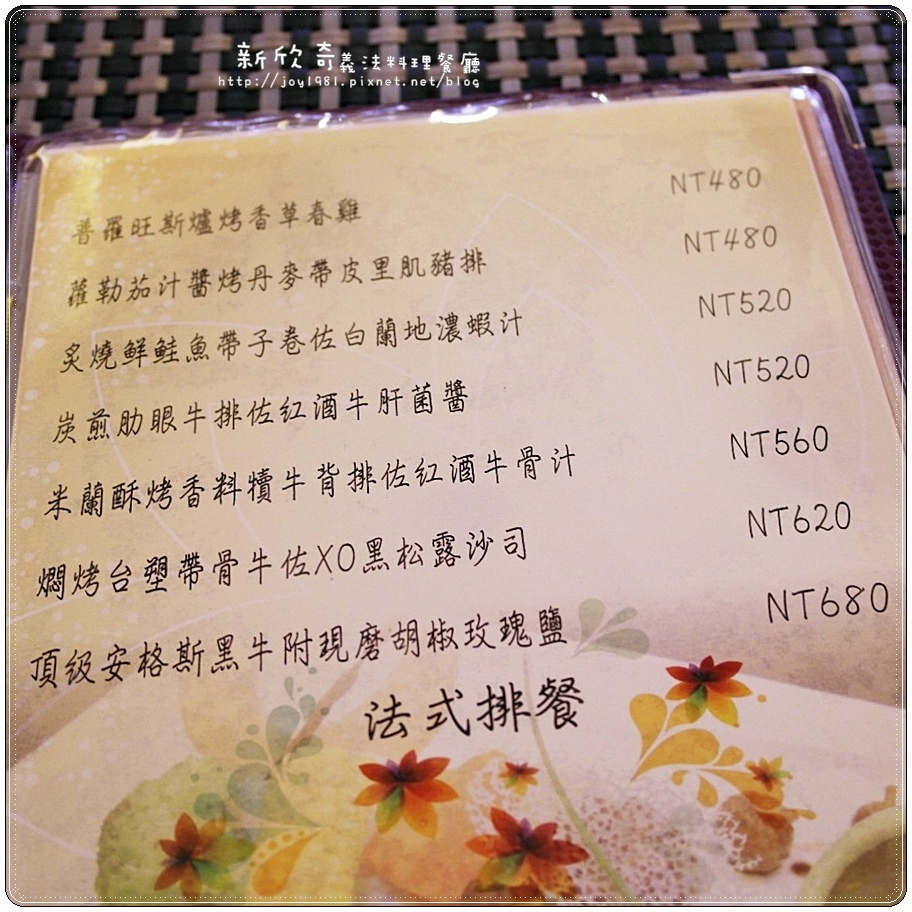 新欣奇義法料理餐廳
http://joy1981.pixnet.net/blog
普羅旺斯爐烤香草春雞 NT480
蘿勒茄汁醬烤丹麥帶皮里肌豬排 NT480
炙燒鮮鮭魚帶子卷佐白蘭地濃蝦汁 NT520
炭煎肋眼牛排佐红酒牛肝菌醬 NT520
米蘭酥烤香料犢牛背排佐红酒牛骨汁 NT560
燜烤台塑帶骨牛佐XO黑松露沙司 NT620
頂級安格斯黑牛附現磨胡椒玫瑰鹽 NT680
法式排餐